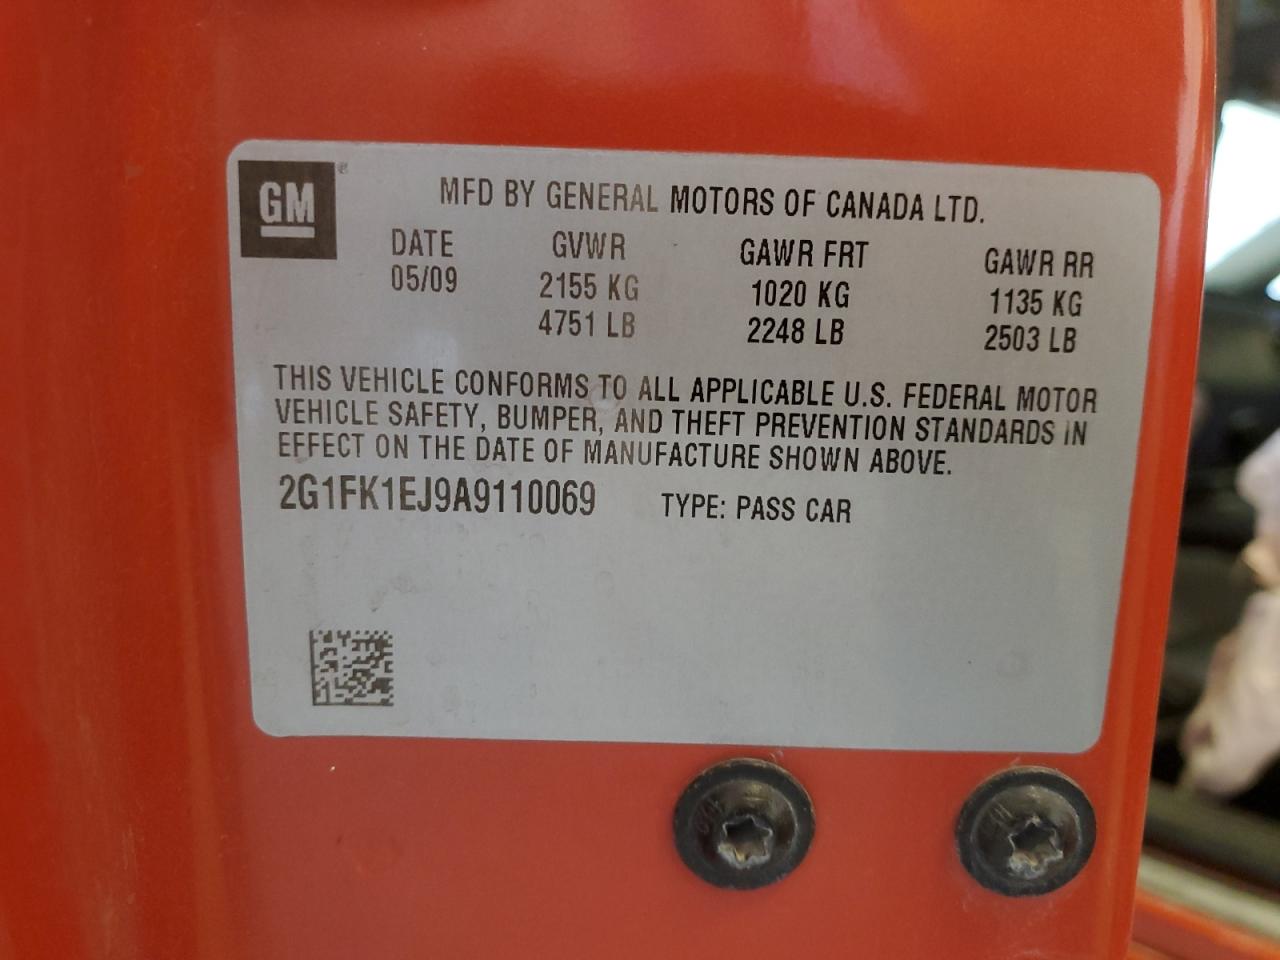 GM ®
MFD BY GENERAL MOTORS OF CANADA LTD.
DATE GVWR GAWR FRT GAWR RR
05/09 2155 KG 1020 KG 1135 KG
4751 LB 2248 LB 2503 LB
THIS VEHICLE CONFORMS TO ALL APPLICABLE U.S. FEDERAL MOTOR
VEHICLE SAFETY, BUMPER, AND THEFT PREVENTION STANDARDS IN
EFFECT ON THE DATE OF MANUFACTURE SHOWN ABOVE.
2G1FK1EJ9A9110069 TYPE: PASS CAR